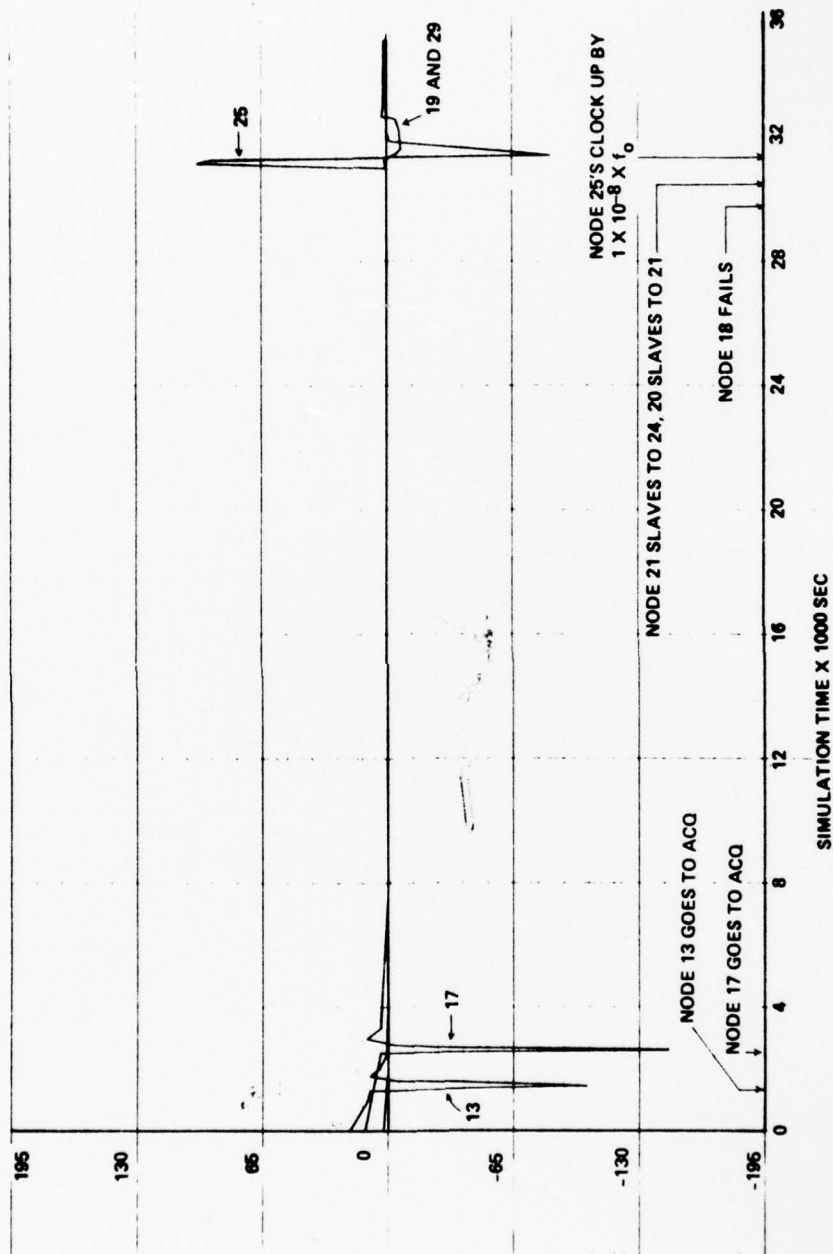 195
130
65
0
-65
-130
-195
0
4
8
12
16
20
24
28
32
36
SIMULATION TIME X 1000 SEC
13
17
25
19 AND 29
NODE 13 GOES TO ACQ
NODE 17 GOES TO ACQ
NODE 18 FAILS
NODE 21 SLAVES TO 24, 20 SLAVES TO 21
NODE 25'S CLOCK UP BY
1 X 10⁻⁸ X fₒ